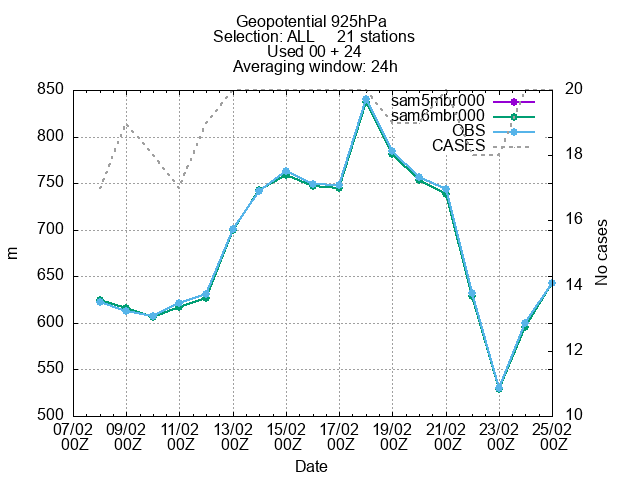 Geopotential 925hPa
Selection: ALL 21 stations
Used 00 + 24
Averaging window: 24h
850
800
750
700
650
600
550
500
m
20
18
16
14
12
10
No cases
sam5mbr000
sam6mbr000
OBS
CASES
07/02 09/02 11/02 13/02 15/02 17/02 19/02 21/02 23/02 25/02
00Z 00Z 00Z 00Z 00Z 00Z 00Z 00Z 00Z 00Z
Date